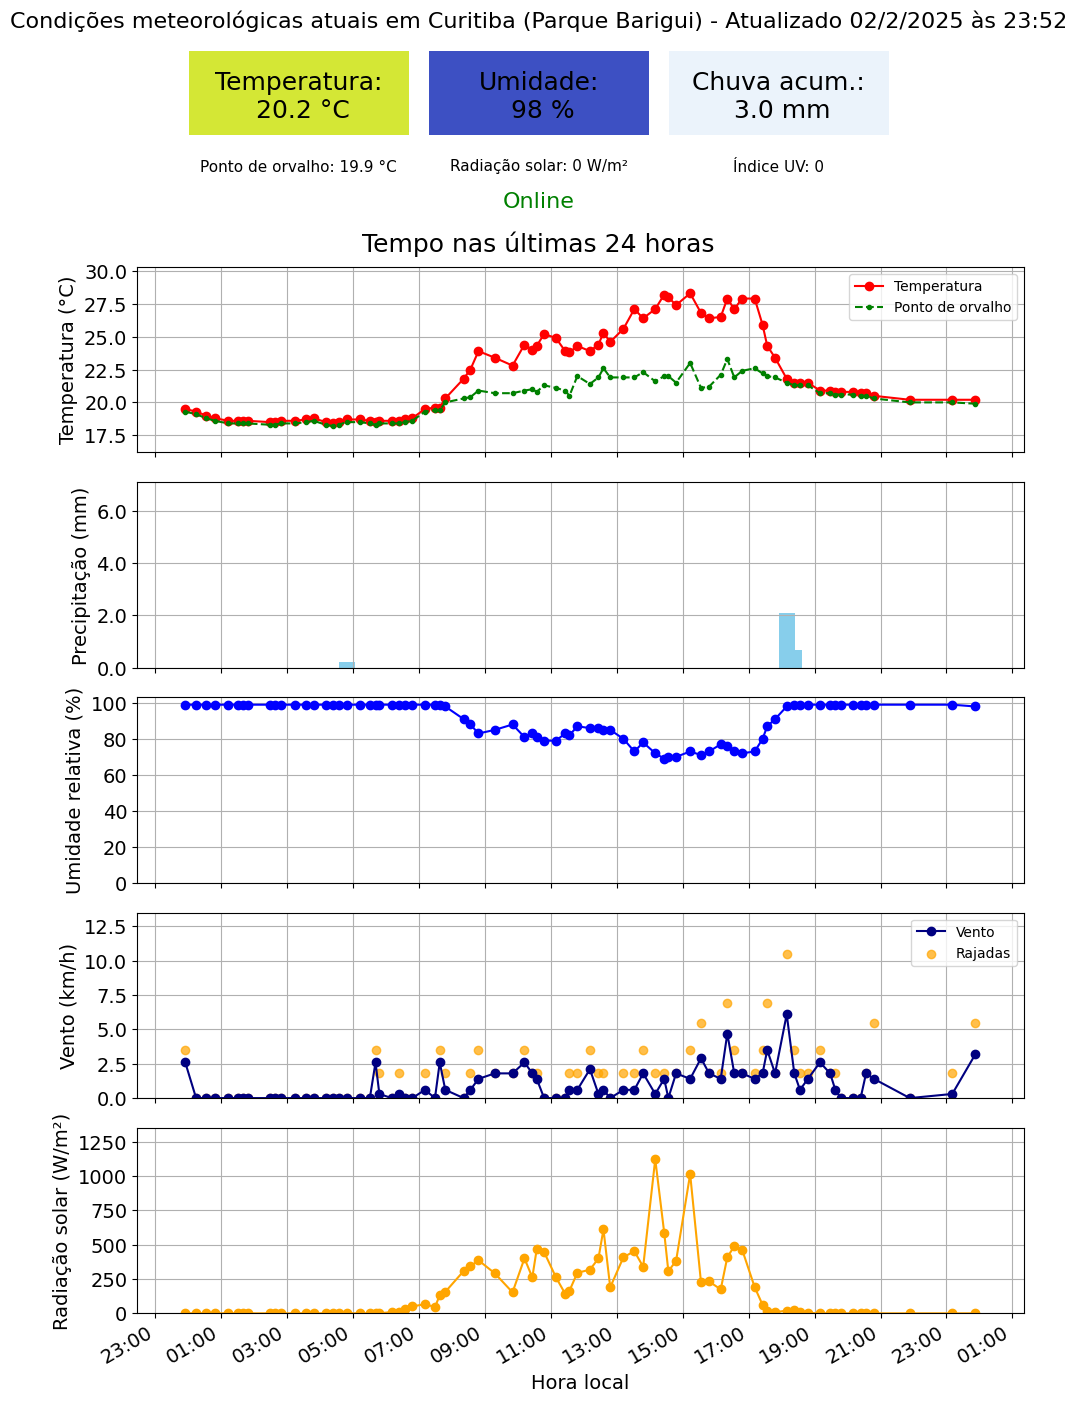 Condições meteorológicas atuais em Curitiba (Parque Barigui) - Atualizado 02/2/2025 às 23:52
Temperatura:
20.2 °C
Umidade:
98 %
Chuva acum.:
3.0 mm
Ponto de orvalho: 19.9 °C
Radiação solar: 0 W/m²
Índice UV: 0
Online
Tempo nas últimas 24 horas
Temperatura (°C)
30.0
27.5
25.0
22.5
20.0
17.5
Temperatura
Ponto de orvalho
Precipitação (mm)
6.0
4.0
2.0
0.0
Umidade relativa (%)
100
80
60
40
20
0
Vento (km/h)
12.5
10.0
7.5
5.0
2.5
0.0
Vento
Rajadas
Radiação solar (W/m²)
1250
1000
750
500
250
0
23:00 01:00 03:00 05:00 07:00 09:00 11:00 13:00 15:00 17:00 19:00 21:00 23:00 01:00
Hora local